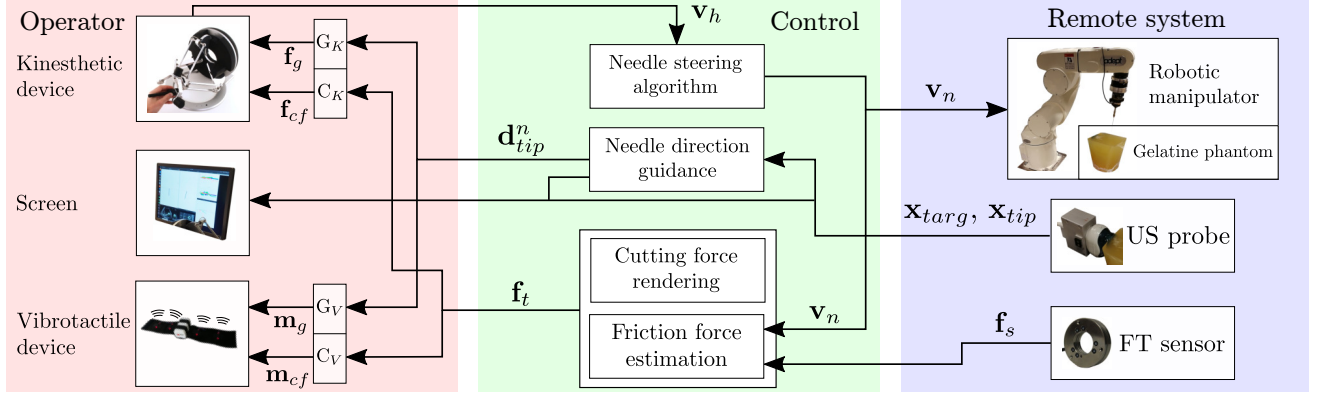 Operator
Kinesthetic
device
f_g
f_cf
G_K
C_K
Screen
Vibrotactile
device
m_g
m_cf
G_V
C_V
Control
v_h
Needle steering
algorithm
d^n_tip
Needle direction
guidance
Cutting force
rendering
f_t
Friction force
estimation
v_n
Remote system
v_n
Robotic
manipulator
Gelatine phantom
x_targ, x_tip
US probe
f_s
FT sensor